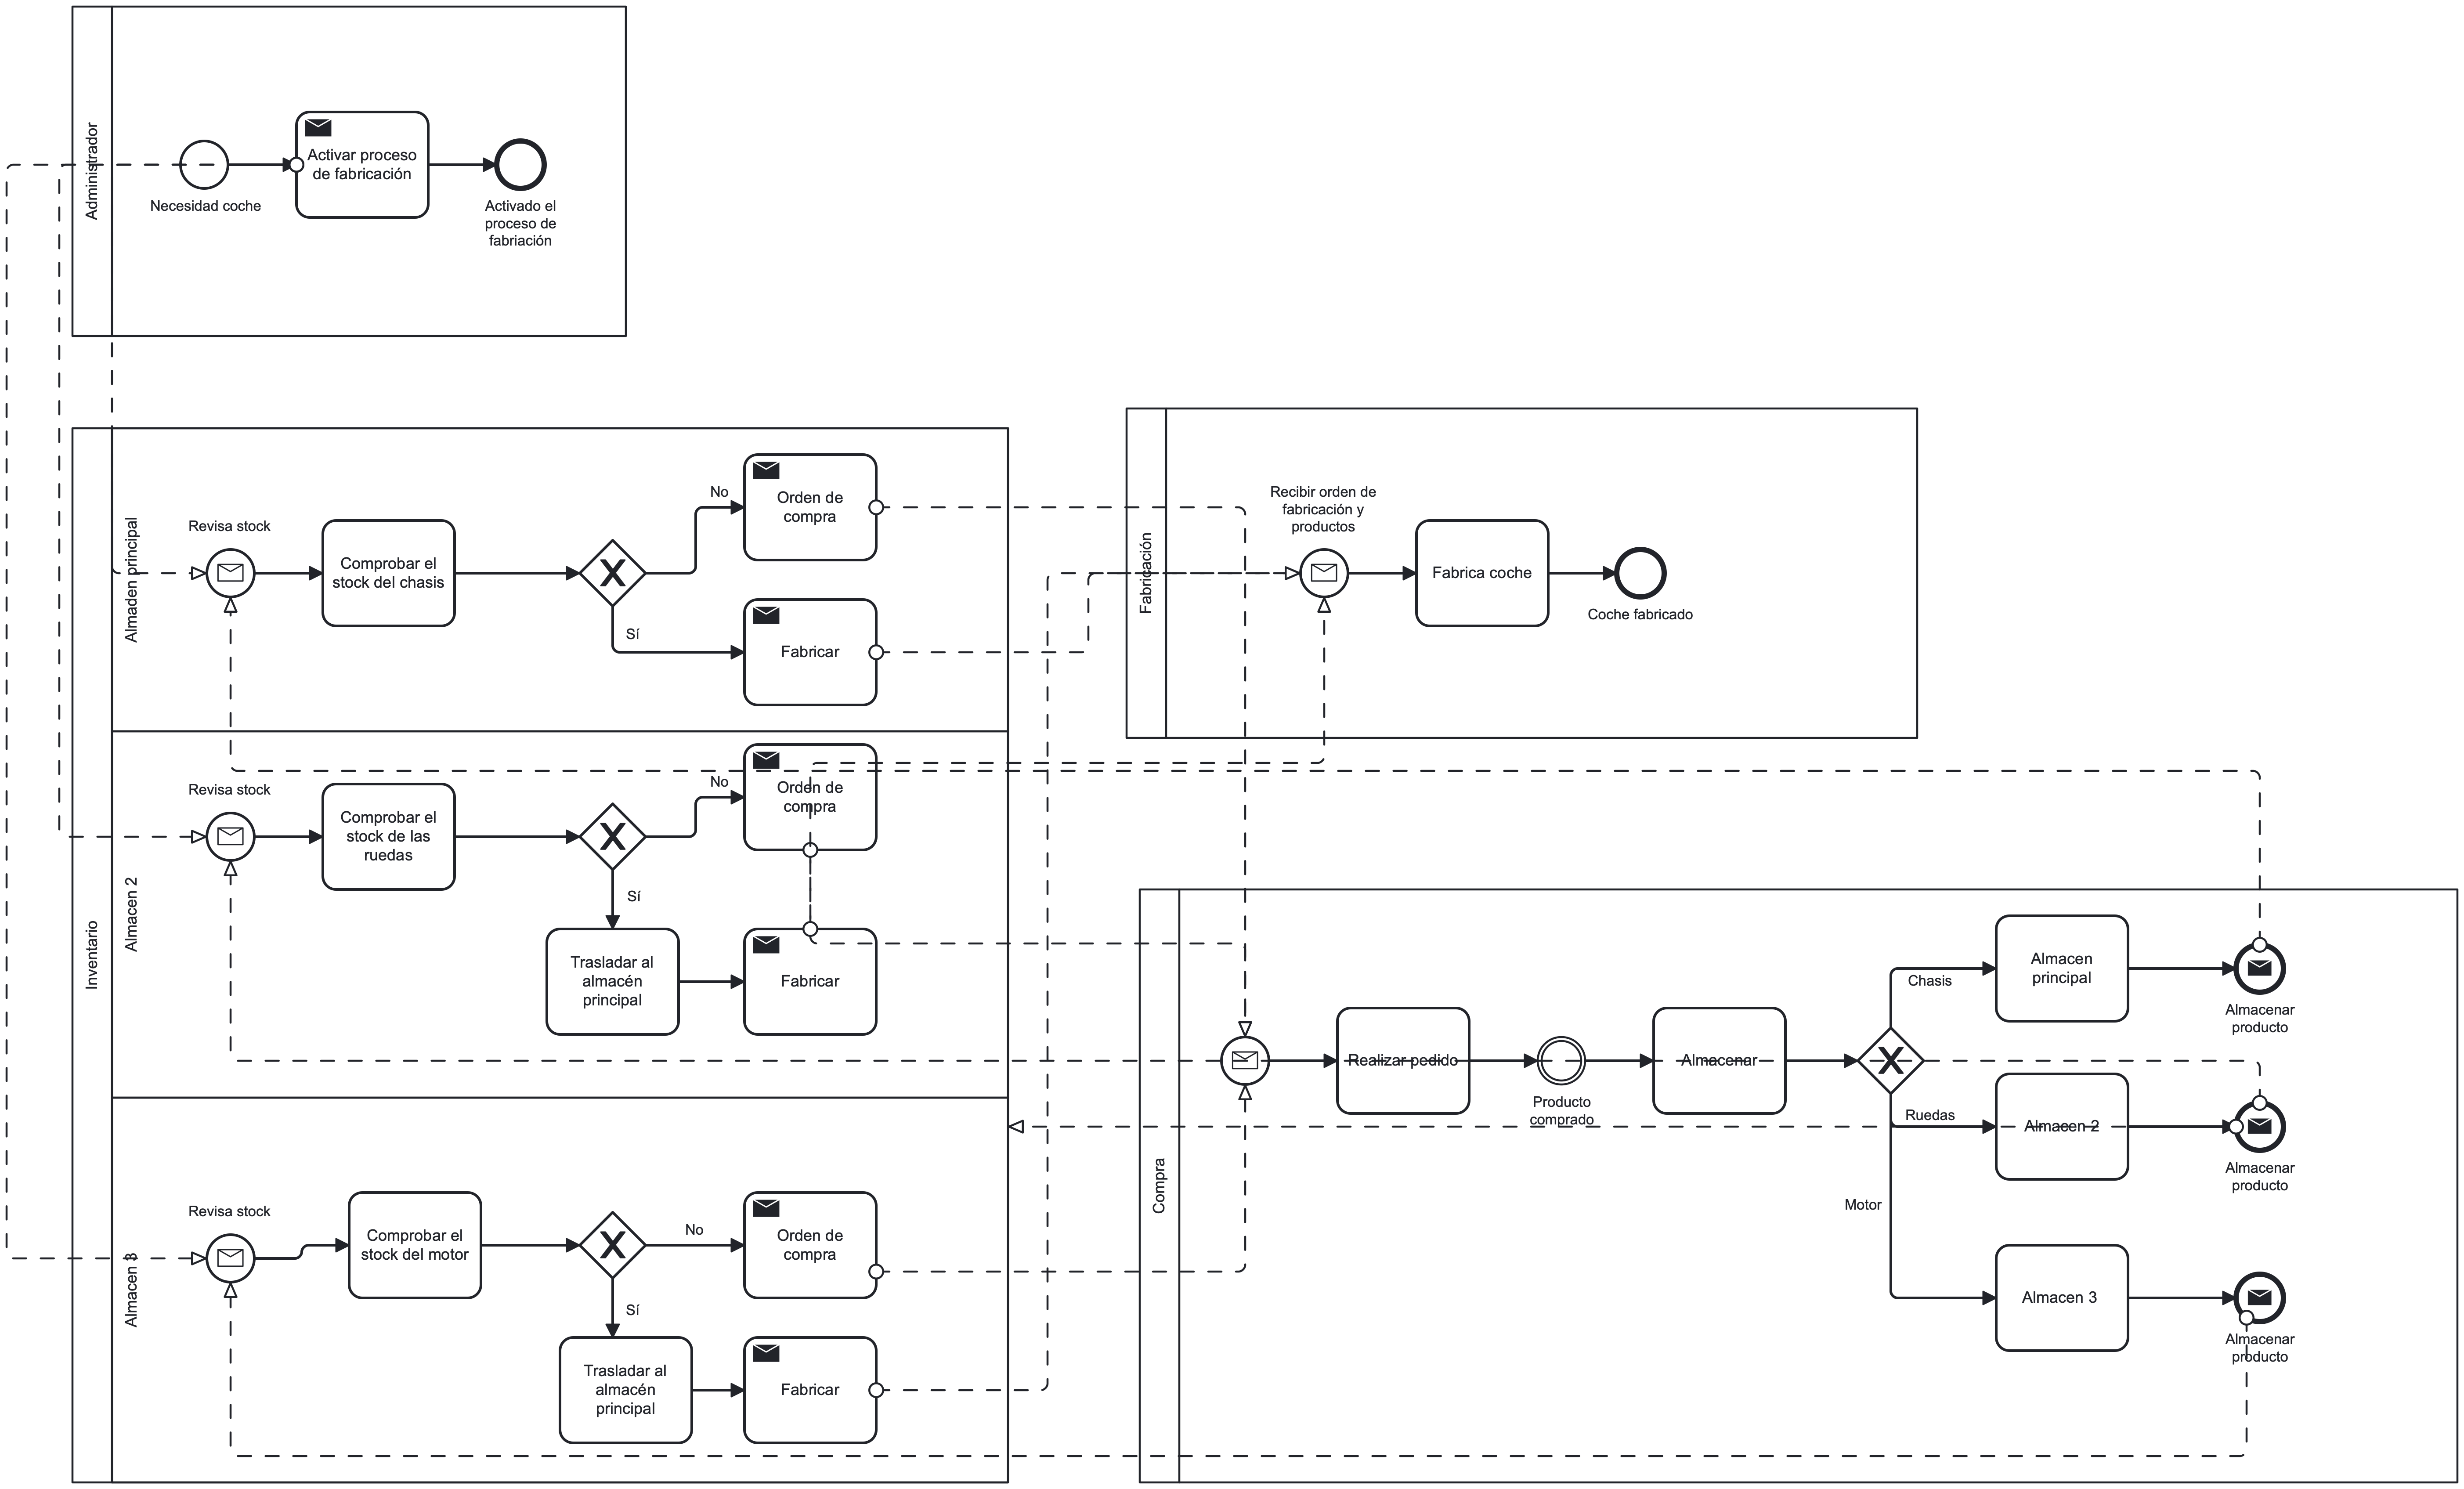 Administrador
Necesidad coche
Activar proceso
de fabricación
Activado el
proceso de
fabriación
Inventario
Almaden principal
Revisa stock
Comprobar el
stock del chasis
No
Sí
Orden de
compra
Fabricar
Almacen 2
Revisa stock
Comprobar el
stock de las
ruedas
No
Sí
Orden de
compra
Trasladar al
almacén
principal
Fabricar
Almacen 3
Revisa stock
Comprobar el
stock del motor
No
Sí
Orden de
compra
Trasladar al
almacén
principal
Fabricar
Fabricación
Recibir orden de
fabricación y
productos
Fabrica coche
Coche fabricado
Compra
Realizar pedido
Producto
comprado
Almacenar
Chasis
Ruedas
Motor
Almacen
principal
Almacenar
producto
Almacen 2
Almacenar
producto
Almacen 3
Almacenar
producto